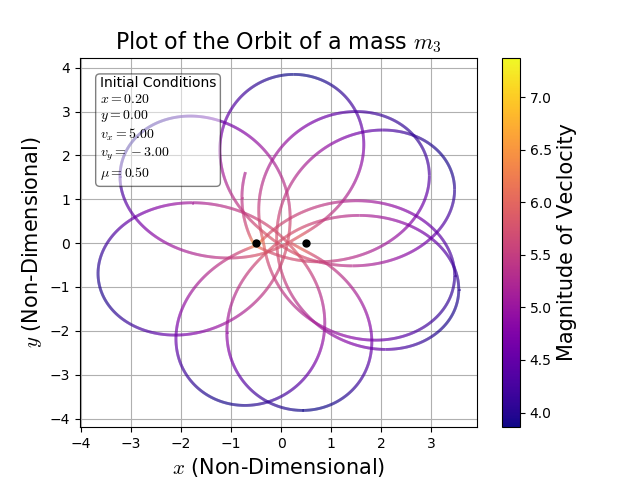 Plot of the Orbit of a mass m₃
Initial Conditions
x = 0.20
y = 0.00
vₓ = 5.00
v_y = −3.00
μ = 0.50
y (Non-Dimensional)
4
3
2
1
0
−1
−2
−3
−4
−4 −3 −2 −1 0 1 2 3
x (Non-Dimensional)
7.0
6.5
6.0
5.5
5.0
4.5
4.0
Magnitude of Veclocity